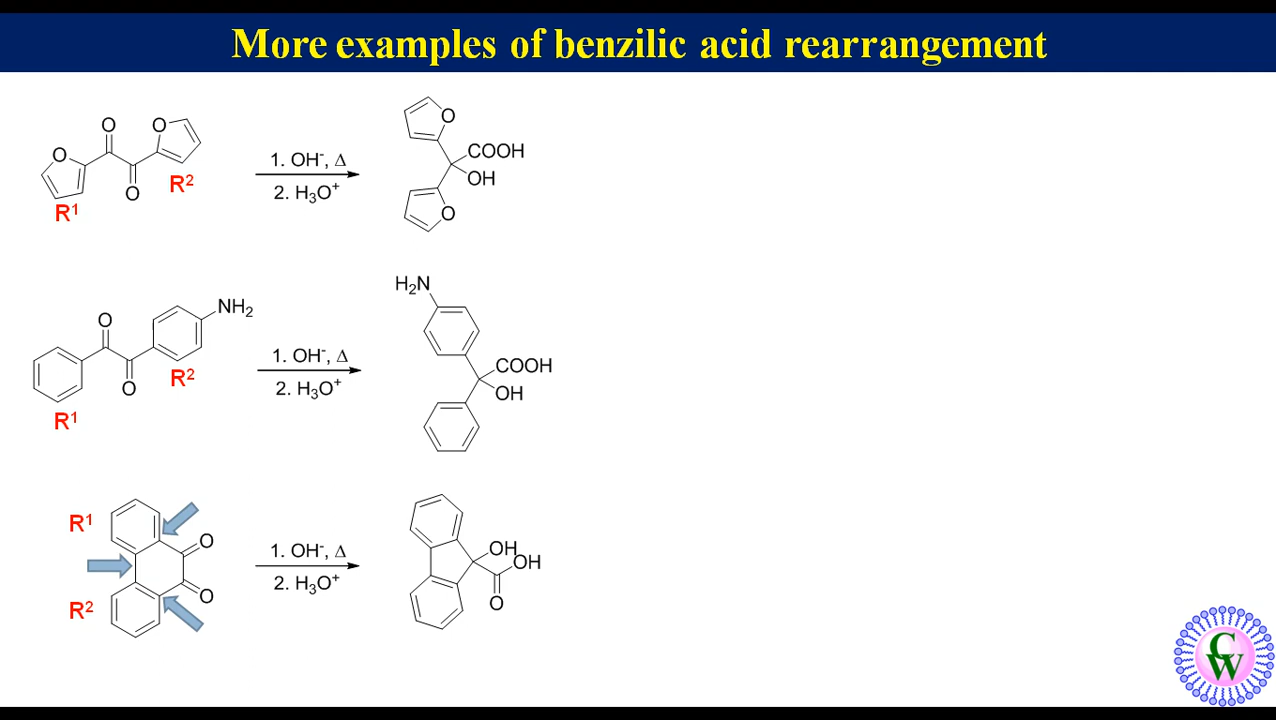 More examples of benzilic acid rearrangement
O
O
O
O
R¹
R²
1. OH⁻, Δ
2. H₃O⁺
O
COOH
OH
O
NH₂
O
O
R¹
R²
1. OH⁻, Δ
2. H₃O⁺
H₂N
COOH
OH
R¹
O
O
R²
1. OH⁻, Δ
2. H₃O⁺
OH
OH
O
CW